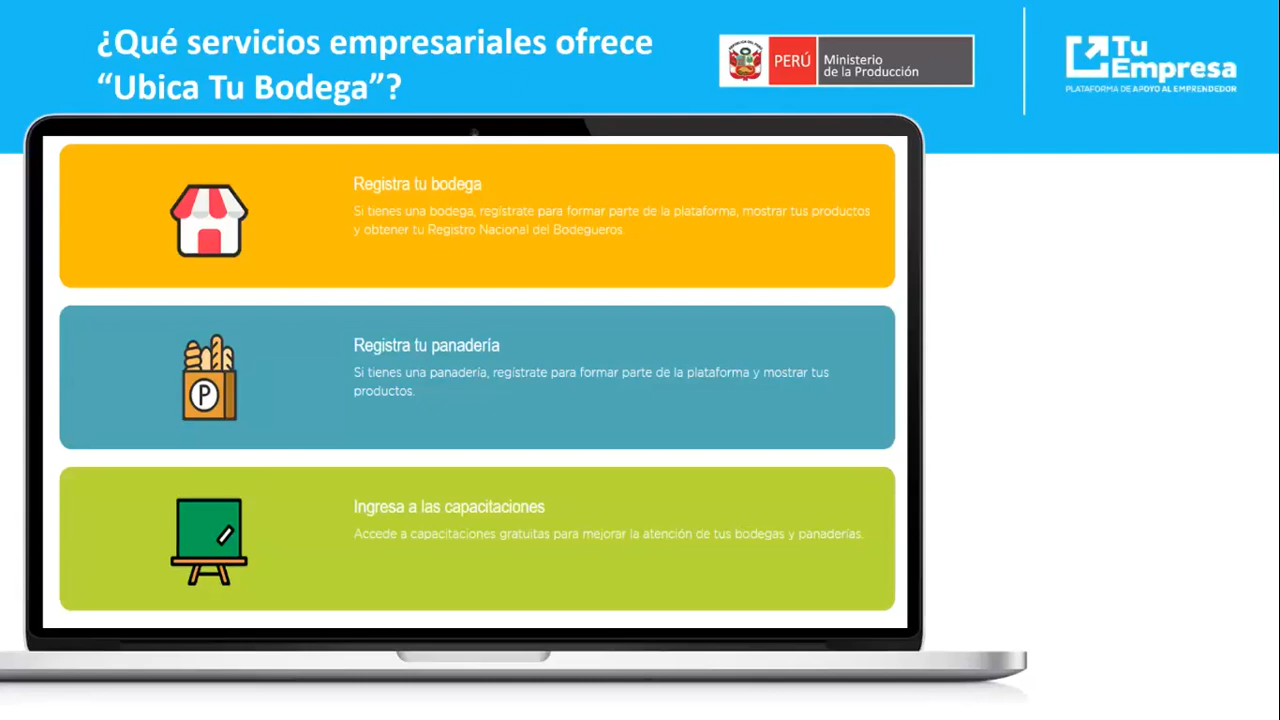 ¿Qué servicios empresariales ofrece
“Ubica Tu Bodega”?
PERÚ
Ministerio
de la Producción
Tu
Empresa
PLATAFORMA DE APOYO AL EMPRENDEDOR
Registra tu bodega
Si tienes una bodega, regístrate para formar parte de la plataforma, mostrar tus productos
y obtener tu Registro Nacional del Bodegueros.
Registra tu panadería
Si tienes una panadería, regístrate para formar parte de la plataforma y mostrar tus
productos.
P
Ingresa a las capacitaciones
Accede a capacitaciones gratuitas para mejorar la atención de tus bodegas y panaderías.